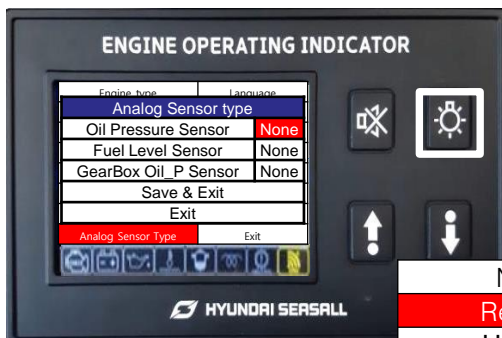 ENGINE OPERATING INDICATOR
Engine type Language
Analog Sensor type
Oil Pressure Sensor None
Fuel Level Sensor None
GearBox Oil_P Sensor None
Save & Exit
Exit
Analog Sensor Type Exit
HYUNDAI SEASALL